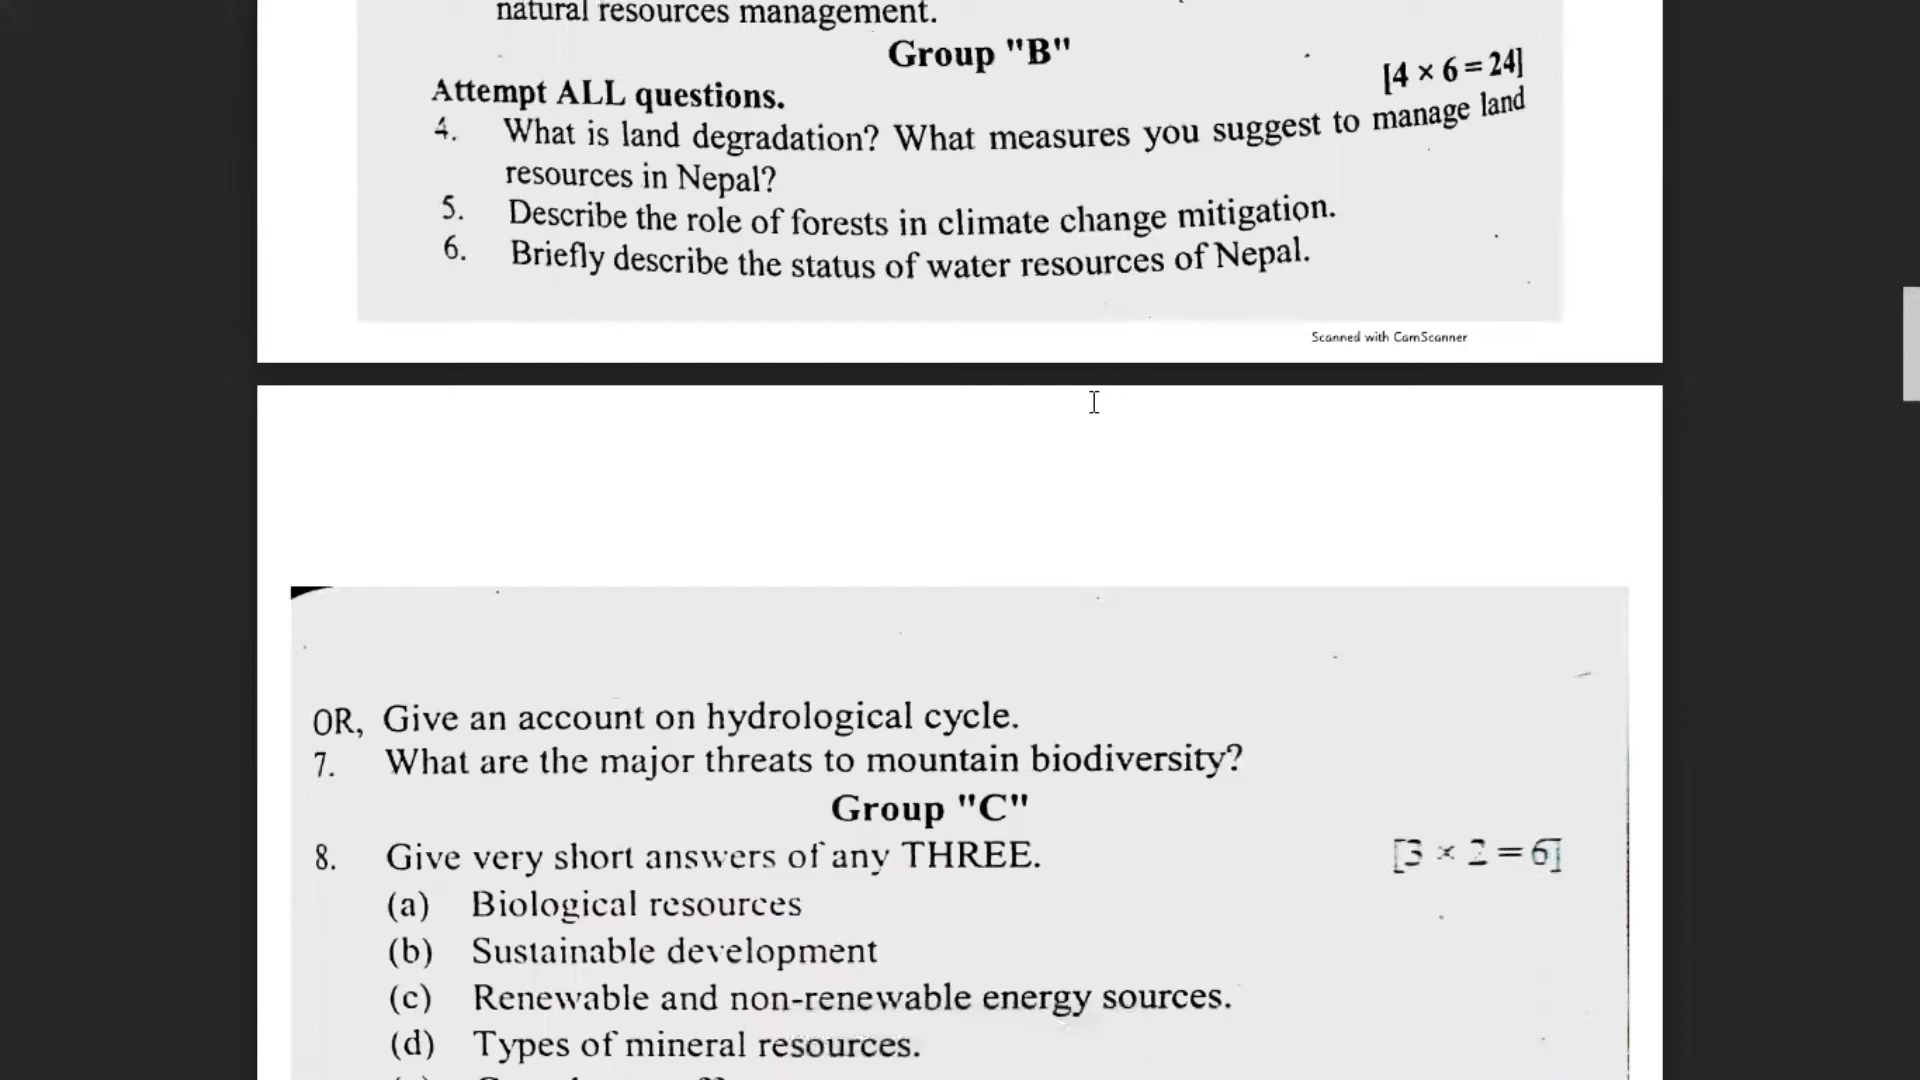 natural resources management.
Group "B"
[4 × 6 = 24]
Attempt ALL questions.
4. What is land degradation? What measures you suggest to manage land
resources in Nepal?
5. Describe the role of forests in climate change mitigation.
6. Briefly describe the status of water resources of Nepal.
Scanned with CamScanner
OR, Give an account on hydrological cycle.
7. What are the major threats to mountain biodiversity?
Group "C"
8. Give very short answers of any THREE. [3 × 2 = 6]
(a) Biological resources
(b) Sustainable development
(c) Renewable and non-renewable energy sources.
(d) Types of mineral resources.